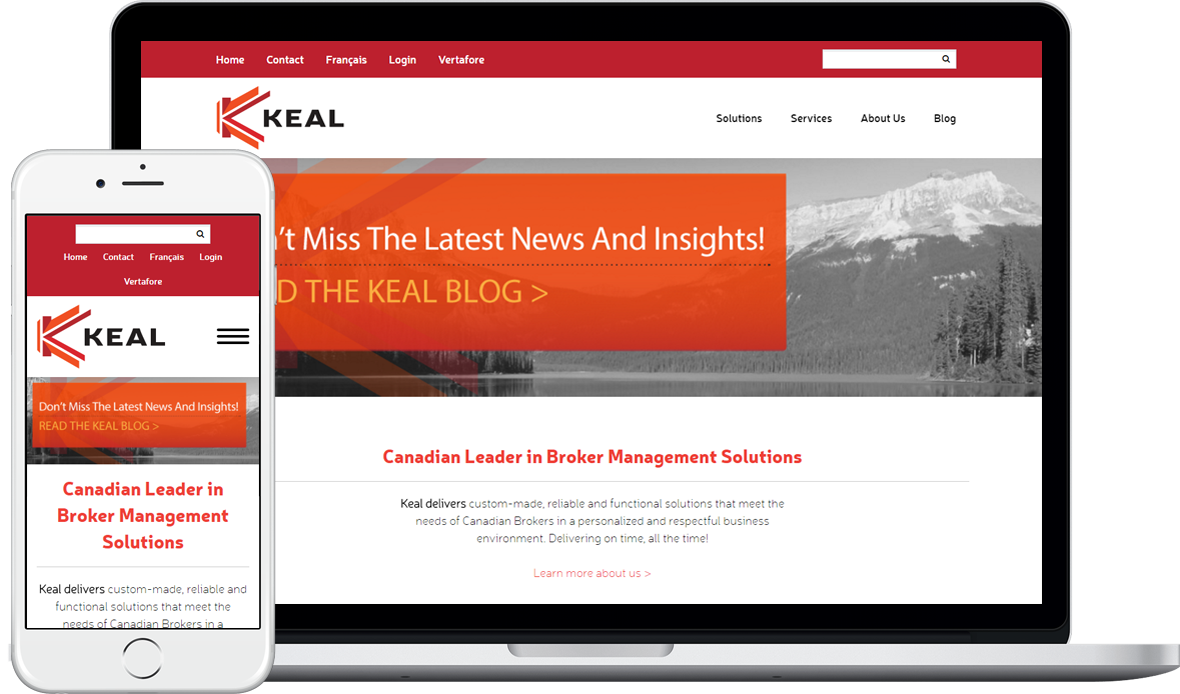 Home Contact Français Login Vertafore
KEAL
Solutions Services About Us Blog
n't Miss The Latest News And Insights!
D THE KEAL BLOG >
Canadian Leader in Broker Management Solutions
Keal delivers custom-made, reliable and functional solutions that meet the
needs of Canadian Brokers in a personalized and respectful business
environment. Delivering on time, all the time!
Learn more about us >
Home Contact Français Login
Vertafore
KEAL
Don't Miss The Latest News And Insights!
READ THE KEAL BLOG >
Canadian Leader in
Broker Management
Solutions
Keal delivers custom-made, reliable and
functional solutions that meet the
needs of Canadian Brokers in a